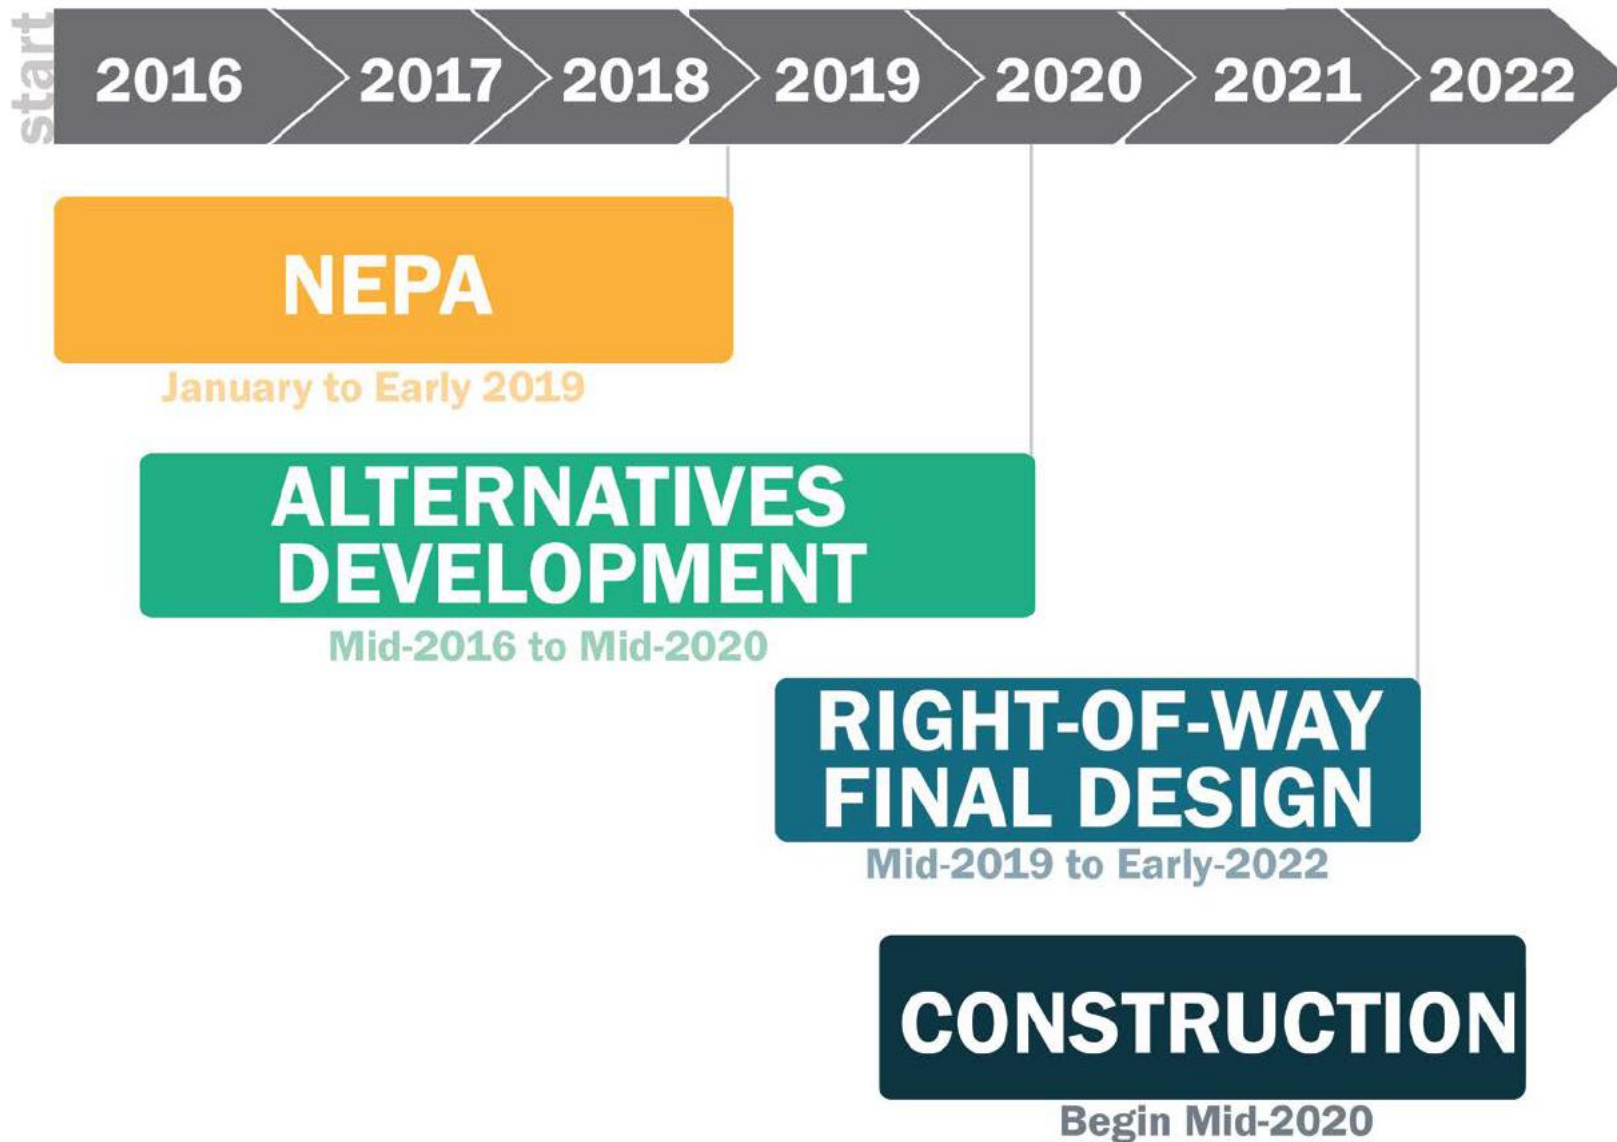 start
2016 2017 2018 2019 2020 2021 2022
NEPA
January to Early 2019
ALTERNATIVES
DEVELOPMENT
Mid-2016 to Mid-2020
RIGHT-OF-WAY
FINAL DESIGN
Mid-2019 to Early-2022
CONSTRUCTION
Begin Mid-2020